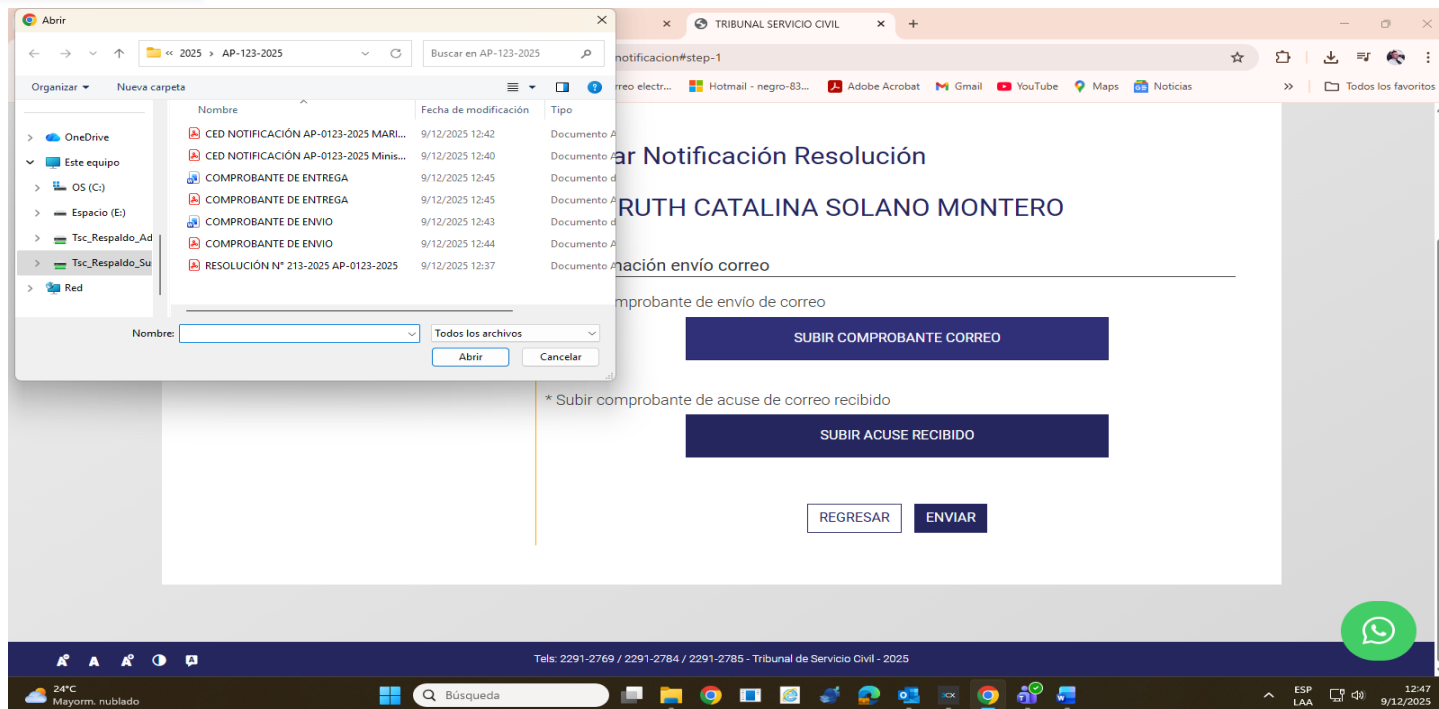 Abrir
TRIBUNAL SERVICIO CIVIL
« 2025 › AP-123-2025
Buscar en AP-123-2025
notificacion#step-1
Organizar
Nueva carpeta
rreo electr...
Hotmail - negro-83...
Adobe Acrobat
Gmail
YouTube
Maps
Noticias
»
Todos los favoritos
Nombre
Fecha de modificación
Tipo
OneDrive
Este equipo
OS (C:)
Espacio (E:)
Tsc_Respaldo_Ad
Tsc_Respaldo_Su
Red
CED NOTIFICACIÓN AP-0123-2025 MARI... 9/12/2025 12:42 Documento A
CED NOTIFICACIÓN AP-0123-2025 Minis... 9/12/2025 12:40 Documento A
COMPROBANTE DE ENTREGA 9/12/2025 12:45 Documento d
COMPROBANTE DE ENTREGA 9/12/2025 12:45 Documento A
COMPROBANTE DE ENVIO 9/12/2025 12:43 Documento d
COMPROBANTE DE ENVIO 9/12/2025 12:44 Documento A
RESOLUCIÓN N° 213-2025 AP-0123-2025 9/12/2025 12:37 Documento A
Nombre:
Todos los archivos
Abrir
Cancelar
ar Notificación Resolución
RUTH CATALINA SOLANO MONTERO
mación envío correo
mprobante de envío de correo
SUBIR COMPROBANTE CORREO
* Subir comprobante de acuse de correo recibido
SUBIR ACUSE RECIBIDO
REGRESAR
ENVIAR
Tels: 2291-2769 / 2291-2784 / 2291-2785 - Tribunal de Servicio Civil - 2025
24°C
Mayorm. nublado
Búsqueda
ESP
LAA
12:47
9/12/2025